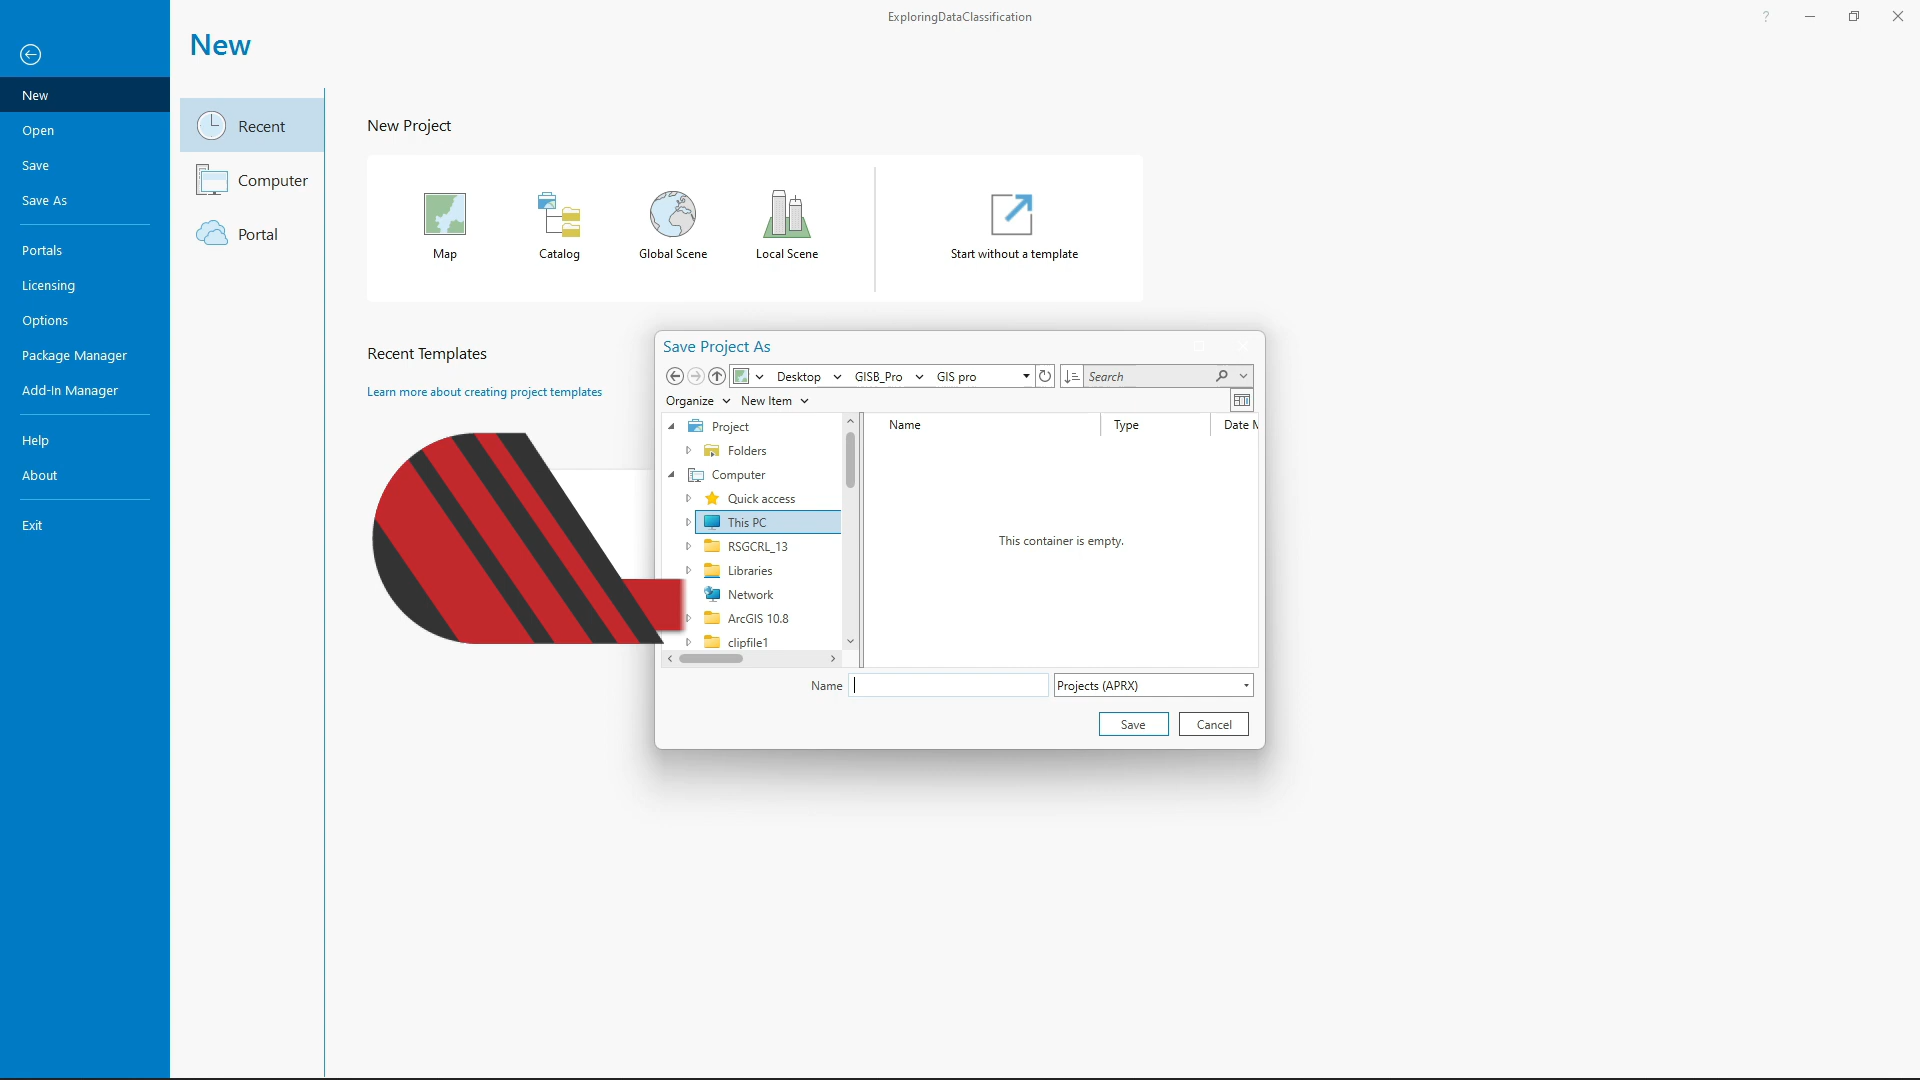 ExploringDataClassification
New
New
Open
Save
Save As
Portals
Licensing
Options
Package Manager
Add-In Manager
Help
About
Exit
Recent
Computer
Portal
New Project
Map
Catalog
Global Scene
Local Scene
Start without a template
Recent Templates
Learn more about creating project templates
Save Project As
Desktop GISB_Pro GIS pro Search
Organize New Item
Project
Folders
Computer
Quick access
This PC
RSGCRL_13
Libraries
Network
ArcGIS 10.8
clipfile1
Name Type Date M
This container is empty.
Name Projects (APRX)
Save Cancel